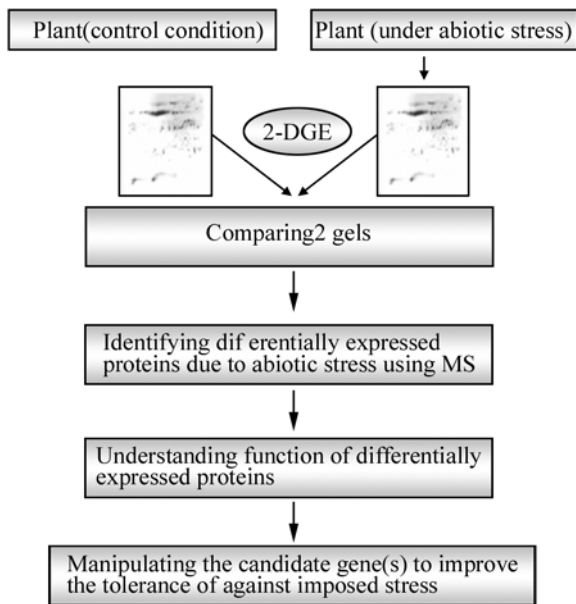 Plant(control condition)
Plant (under abiotic stress)
2-DGE
Comparing2 gels
Identifying dif erentially expressed
proteins due to abiotic stress using MS
Understanding function of differentially
expressed proteins
Manipulating the candidate gene(s) to improve
the tolerance of against imposed stress